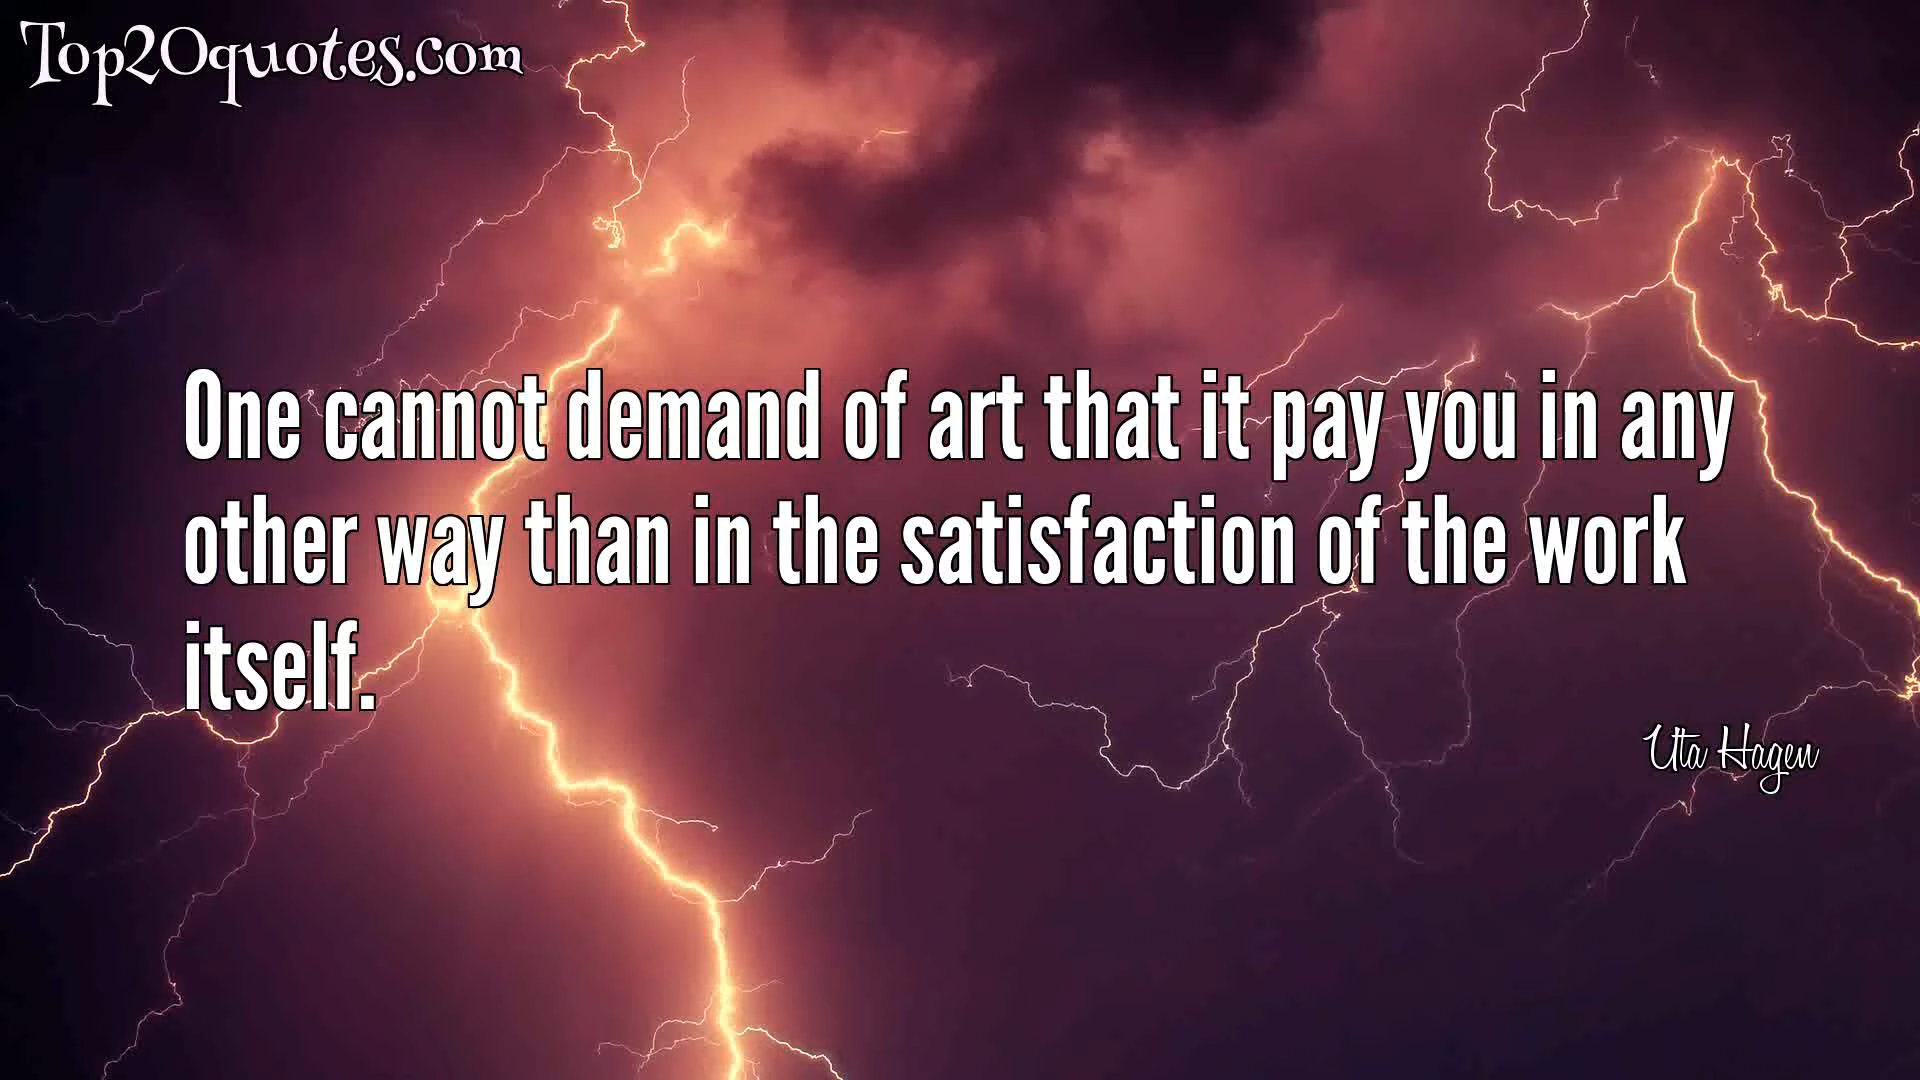 Top20quotes.com
One cannot demand of art that it pay you in any
other way than in the satisfaction of the work
itself.
Uta Hagen